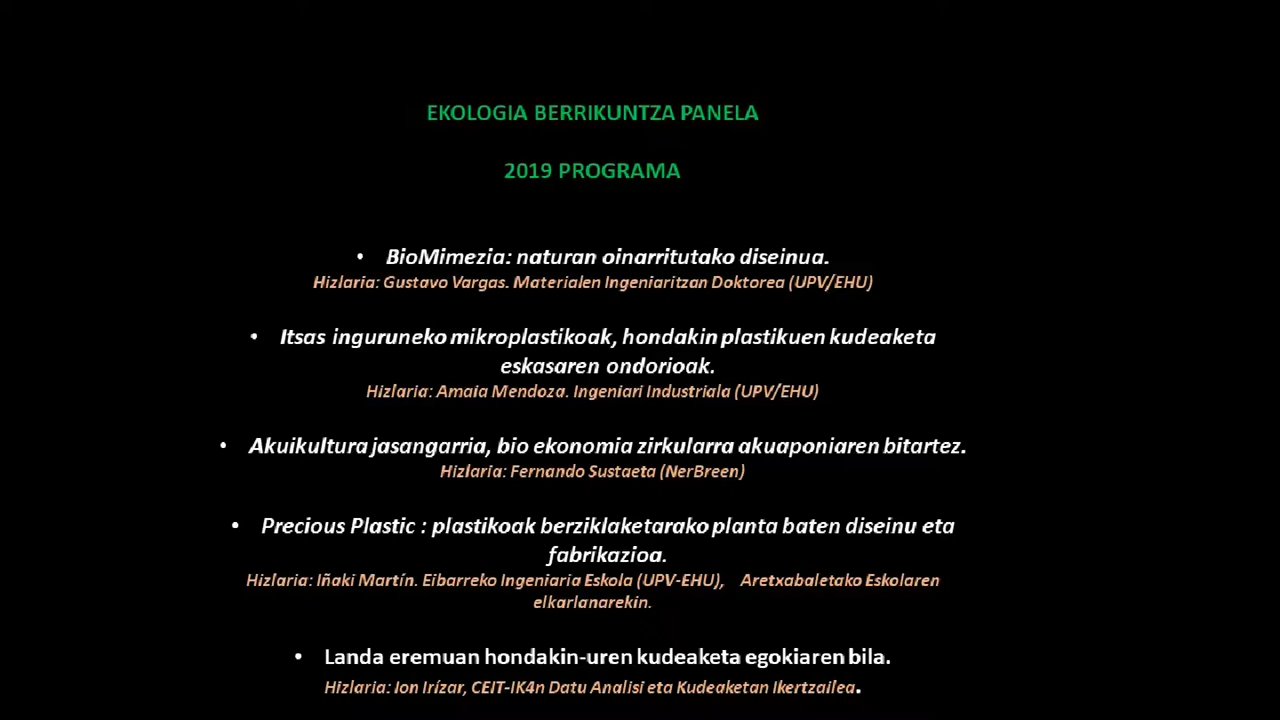 EKOLOGIA BERRIKUNTZA PANELA
2019 PROGRAMA
• BioMimezia: naturan oinarritutako diseinua.
Hizlaria: Gustavo Vargas. Materialen Ingeniaritzan Doktorea (UPV/EHU)
• Itsas inguruneko mikroplastikoak, hondakin plastikuen kudeaketa
eskasaren ondorioak.
Hizlaria: Amaia Mendoza. Ingeniari Industriala (UPV/EHU)
• Akuikultura jasangarria, bio ekonomia zirkularra akuaponiaren bitartez.
Hizlaria: Fernando Sustaeta (NerBreen)
• Precious Plastic : plastikoak berziklaketarako planta baten diseinu eta
fabrikazioa.
Hizlaria: Iñaki Martín. Eibarreko Ingeniaria Eskola (UPV-EHU), Aretxabaletako Eskolaren
elkarlanarekin.
• Landa eremuan hondakin-uren kudeaketa egokiaren bila.
Hizlaria: Ion Irízar, CEIT-IK4n Datu Analisi eta Kudeaketan Ikertzailea.